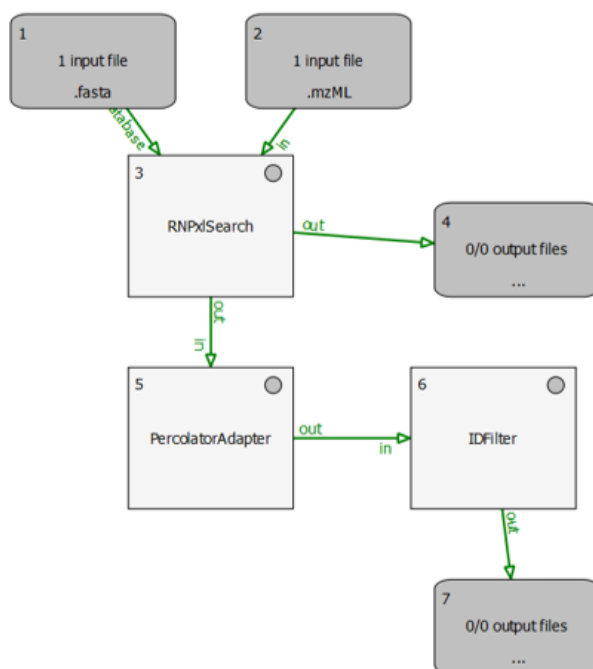 1
1 input file
.fasta
2
1 input file
.mzML
in
3
RNPxlSearch
out
4
0/0 output files
...
out
in
5
PercolatorAdapter
out
in
6
IDFilter
out
7
0/0 output files
...